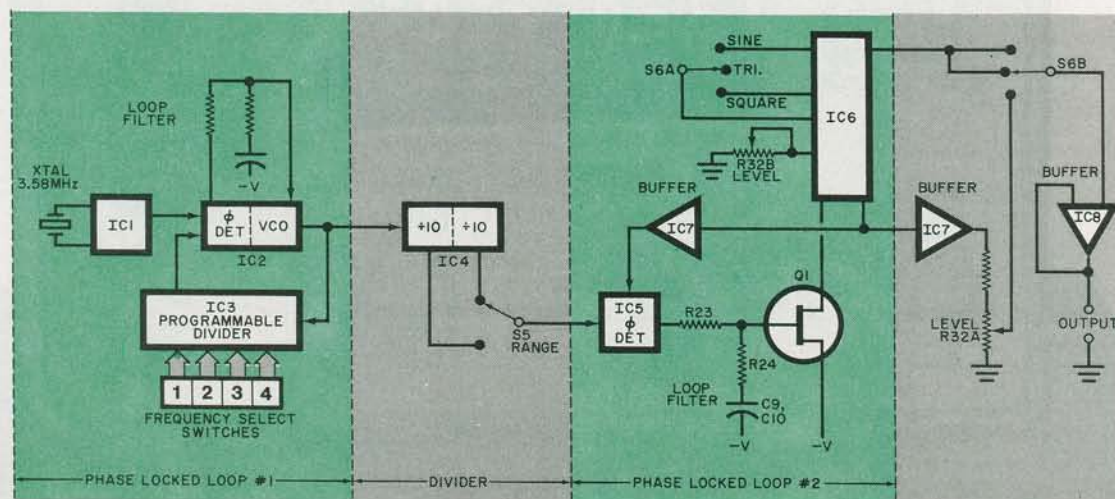 LOOP
FILTER
-V
XTAL
3.58MHz
IC1
φ
DET
VCO
IC2
IC3
PROGRAMMABLE
DIVIDER
1 2 3 4
FREQUENCY SELECT
SWITCHES
PHASE LOCKED LOOP #1
÷10 ÷10
IC4
S5
RANGE
DIVIDER
SINE
S6A
TRI.
SQUARE
IC6
R32B
LEVEL
BUFFER
IC7
IC5
φ
DET
R23
Q1
R24
LOOP
FILTER
C9,
C10
-V
-V
PHASE LOCKED LOOP #2
S6B
BUFFER
IC7
IC8
LEVEL
R32A
OUTPUT